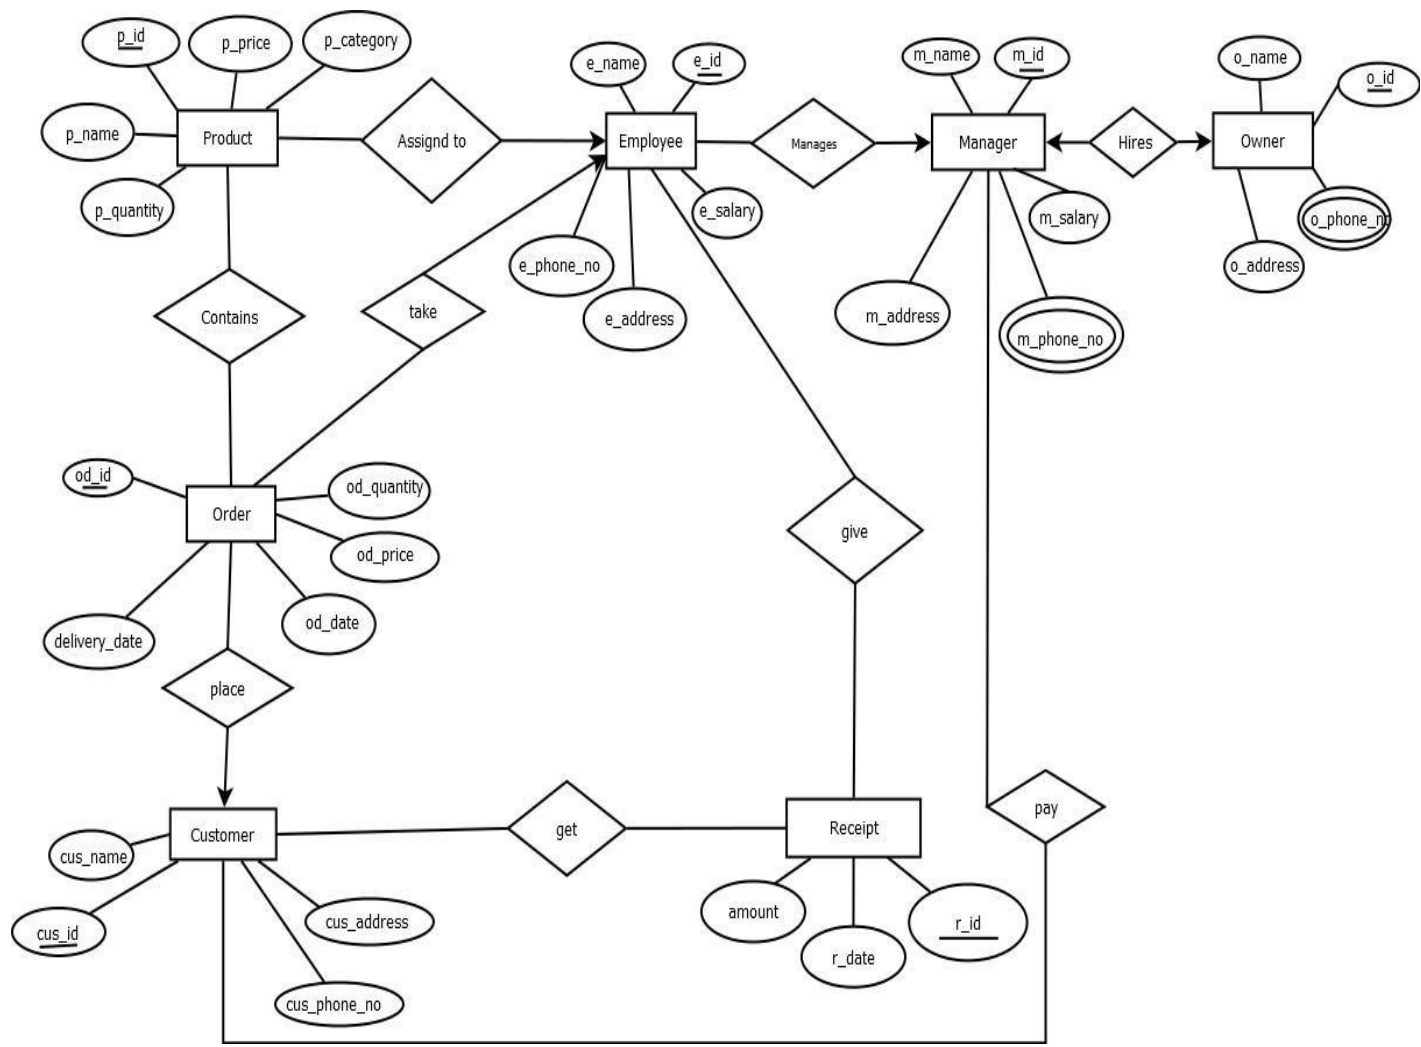 p_id
p_price
p_category
p_name
Product
p_quantity
Assignd to
e_name
e_id
Employee
Manages
m_name
m_id
Manager
Hires
o_name
o_id
Owner
e_salary
m_salary
o_phone_no
e_phone_no
o_address
e_address
m_address
m_phone_no
Contains
take
od_id
od_quantity
Order
od_price
give
delivery_date
od_date
place
pay
Customer
get
Receipt
cus_name
cus_id
cus_address
amount
r_id
r_date
cus_phone_no